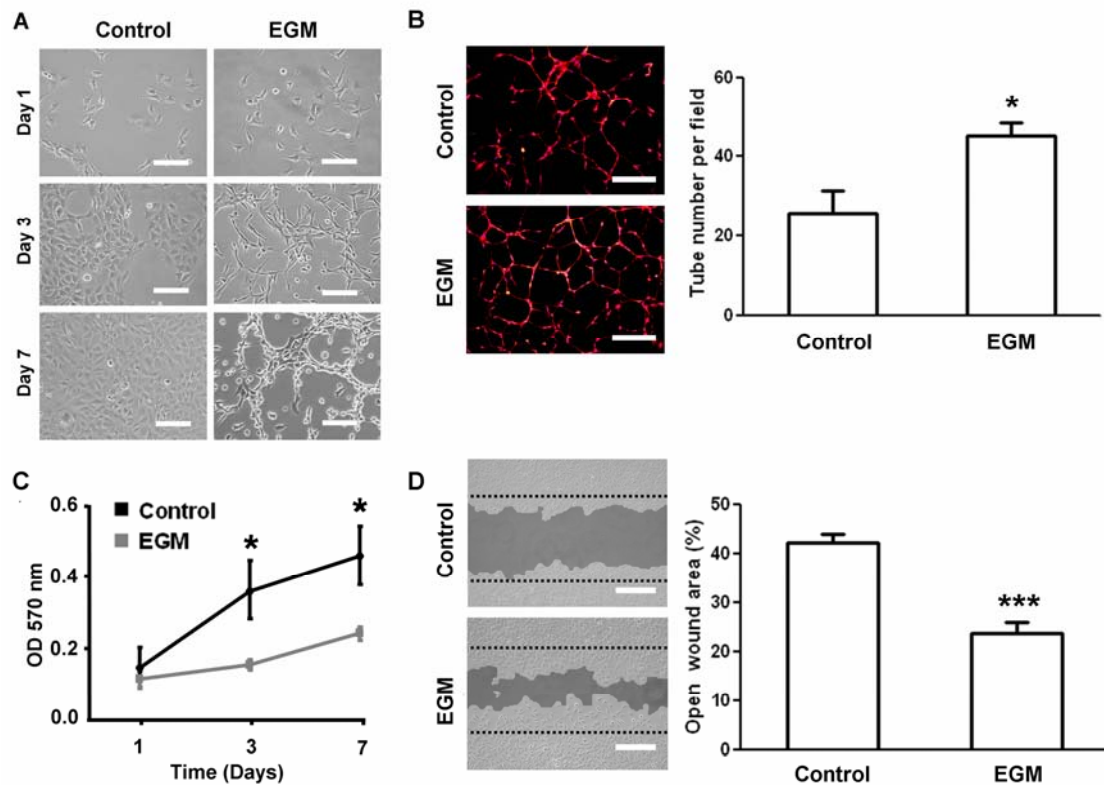 A
Control
EGM
Day 1
Day 3
Day 7
B
Control
EGM
Tube number per field
60
40
20
0
*
Control
EGM
C
OD 570 nm
0.6
0.4
0.2
0.0
Control
EGM
*
*
1
3
7
Time (Days)
D
Control
EGM
Open wound area (%)
50
40
30
20
10
0
***
Control
EGM